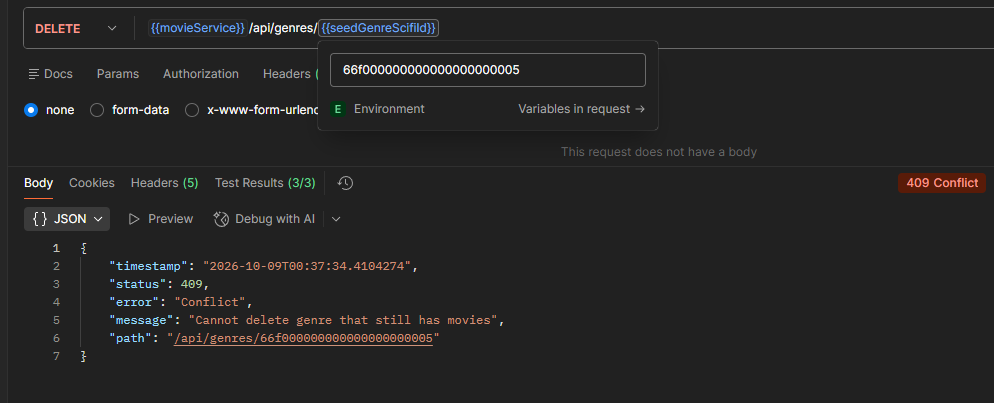 DELETE {{movieService}} /api/genres/{{seedGenreScifiId}}
66f000000000000000000005
Docs Params Authorization Headers (
E Environment Variables in request →
none form-data x-www-form-urlenc
This request does not have a body
Body Cookies Headers (5) Test Results (3/3) 409 Conflict
{} JSON Preview Debug with AI
1 {
2 "timestamp": "2026-10-09T00:37:34.4104274",
3 "status": 409,
4 "error": "Conflict",
5 "message": "Cannot delete genre that still has movies",
6 "path": "/api/genres/66f000000000000000000005"
7 }